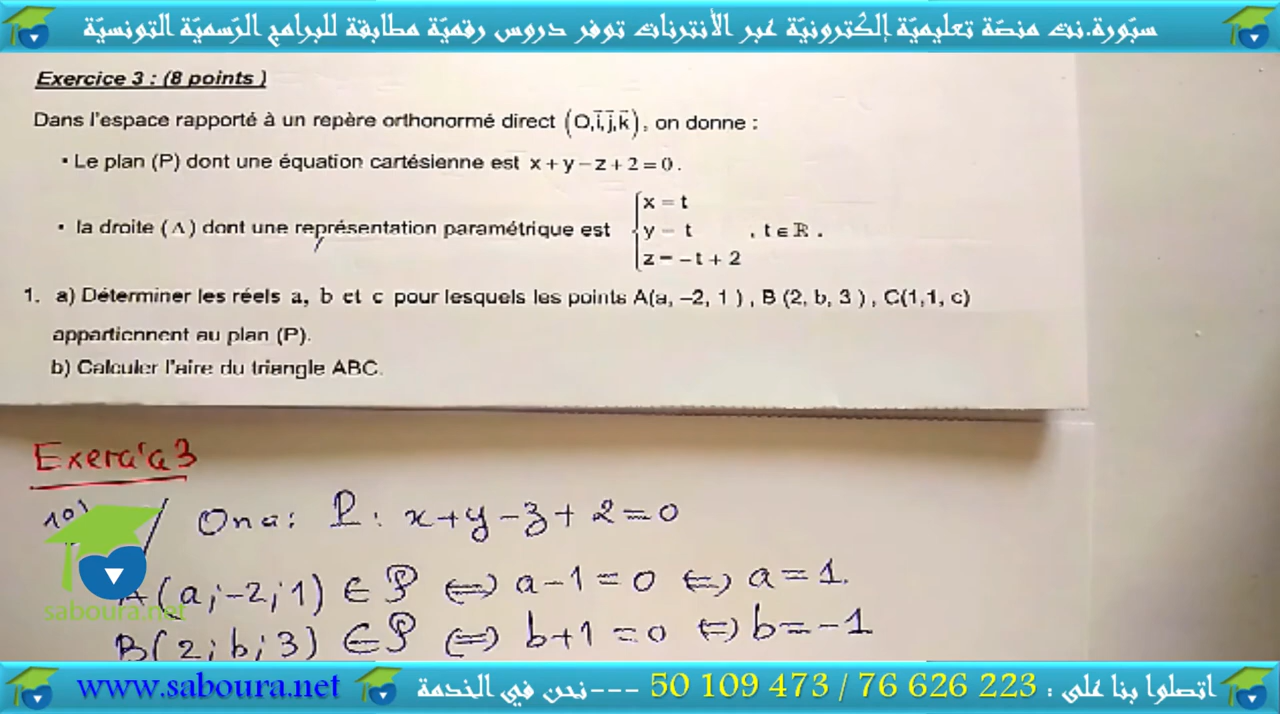 سبّورة.نت منصّة تعليميّة إلكترونيّة عبر الأنترنات توفر دروس رقميّة مطابقة للبرامج الرّسميّة التونسيّة
Exercice 3 : (8 points )
Dans l'espace rapporté à un repère orthonormé direct (O,i⃗,j⃗,k⃗), on donne :
• Le plan (P) dont une équation cartésienne est x + y − z + 2 = 0 .
• la droite (Δ) dont une représentation paramétrique est { x = t
y = t , t ∈ ℝ .
z = −t + 2
1. a) Déterminer les réels a, b et c pour lesquels les points A(a, −2, 1 ) , B (2, b, 3 ) , C(1,1, c)
appartiennent au plan (P).
b) Calculer l'aire du triangle ABC.
Exercice 3
1°)
On a : P : x+y-z+2=0
A(a;-2;1) ∈ P ⟺ a-1=0 ⟺ a=1.
B(2;b;3) ∈ P ⟺ b+1=0 ⟺ b=-1
saboura.net
www.saboura.net
اتصلوا بنا على : 50 109 473 / 76 626 223 ---نحن في الخدمة